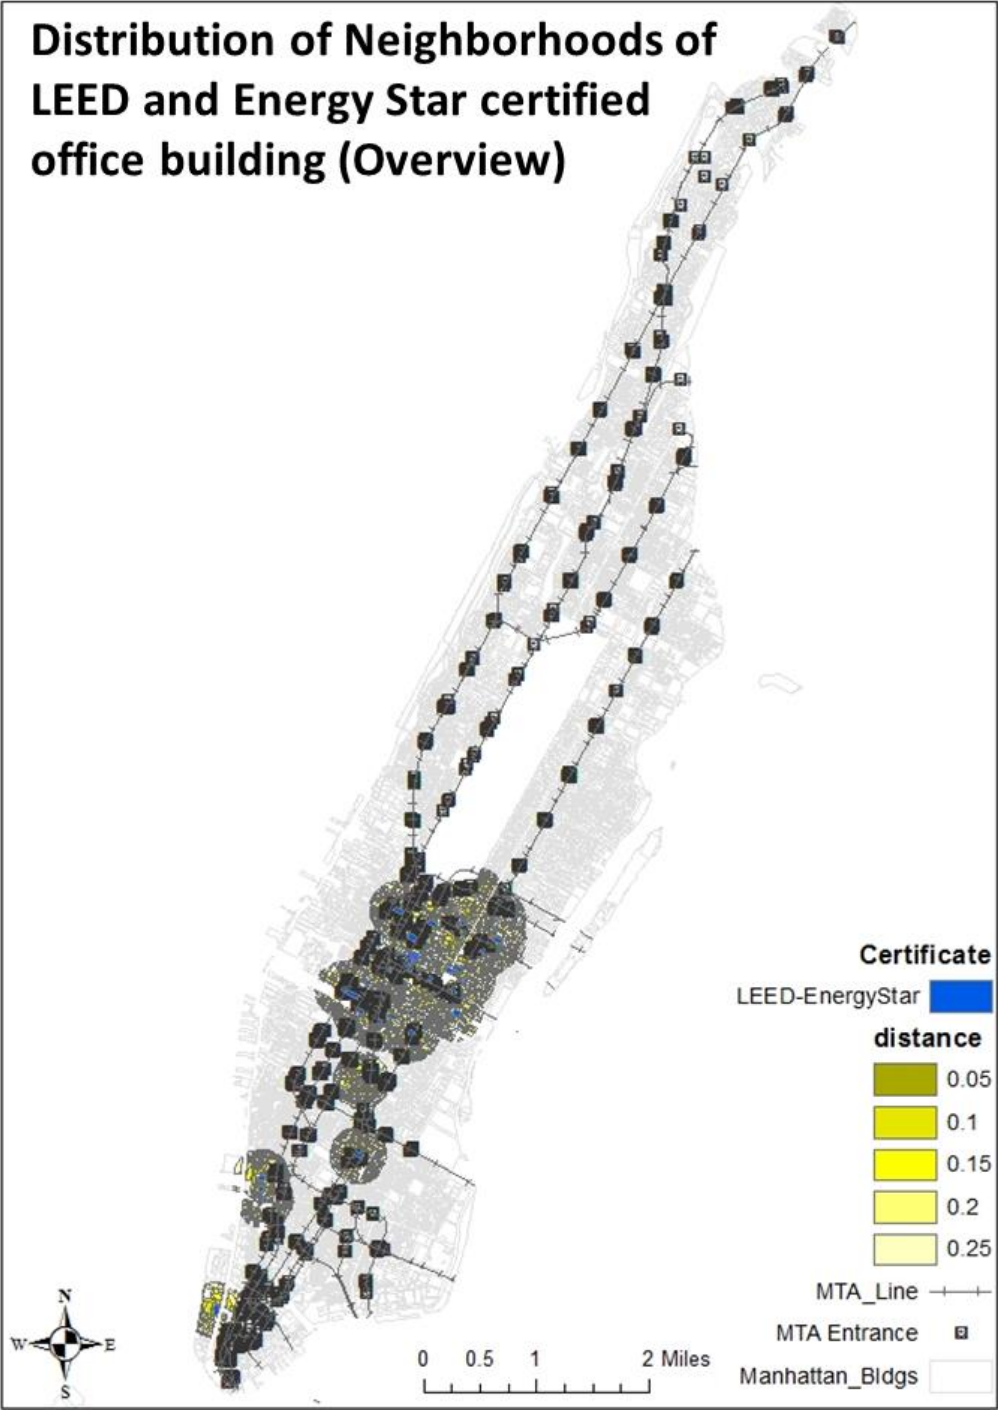 Distribution of Neighborhoods of
LEED and Energy Star certified
office building (Overview)
Certificate
LEED-EnergyStar
distance
0.05
0.1
0.15
0.2
0.25
MTA_Line
MTA Entrance
Manhattan_Bldgs
N
W E
S
0 0.5 1 2 Miles